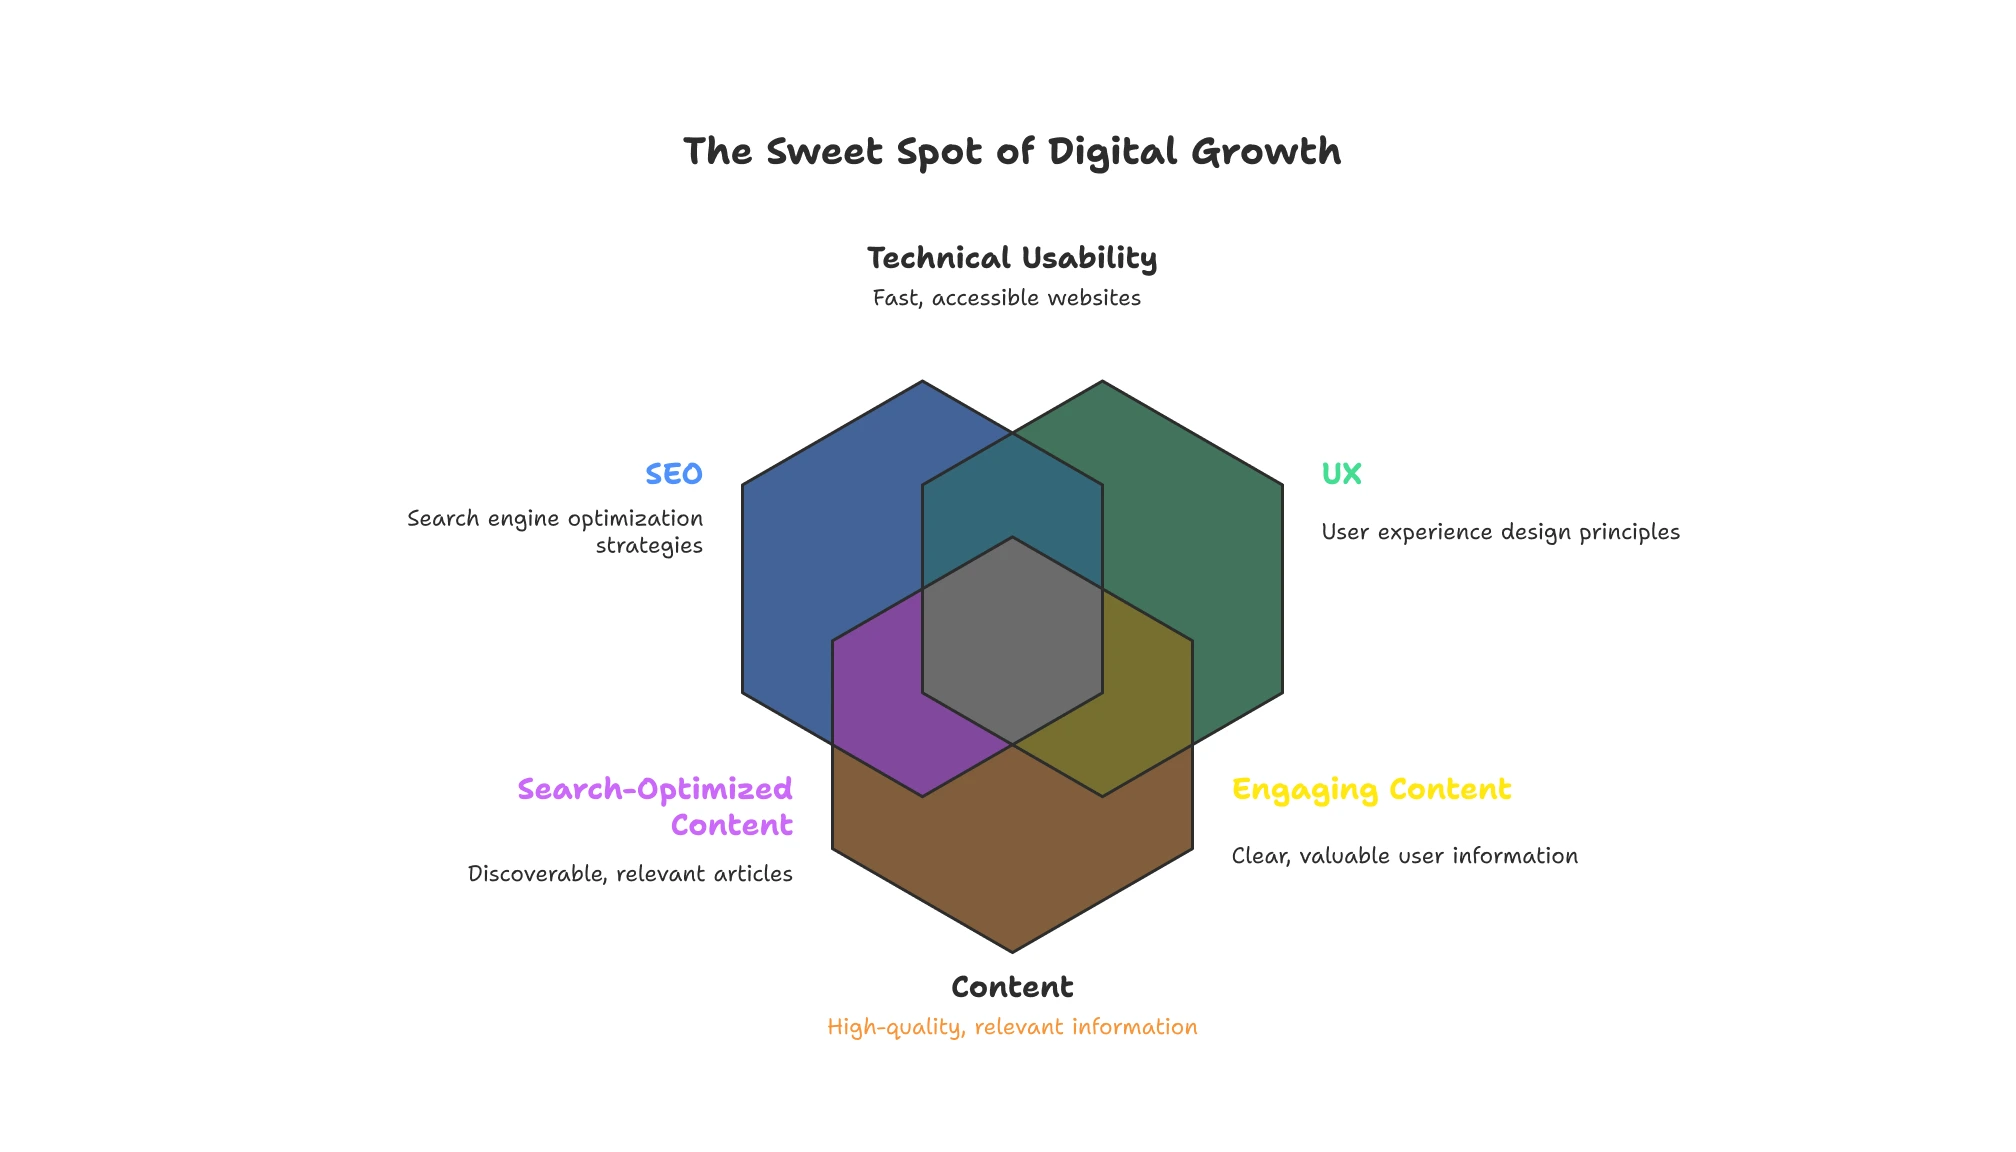 The Sweet Spot of Digital Growth
Technical Usability
Fast, accessible websites
SEO
Search engine optimization
strategies
UX
User experience design principles
Search-Optimized
Content
Discoverable, relevant articles
Engaging Content
Clear, valuable user information
Content
High-quality, relevant information